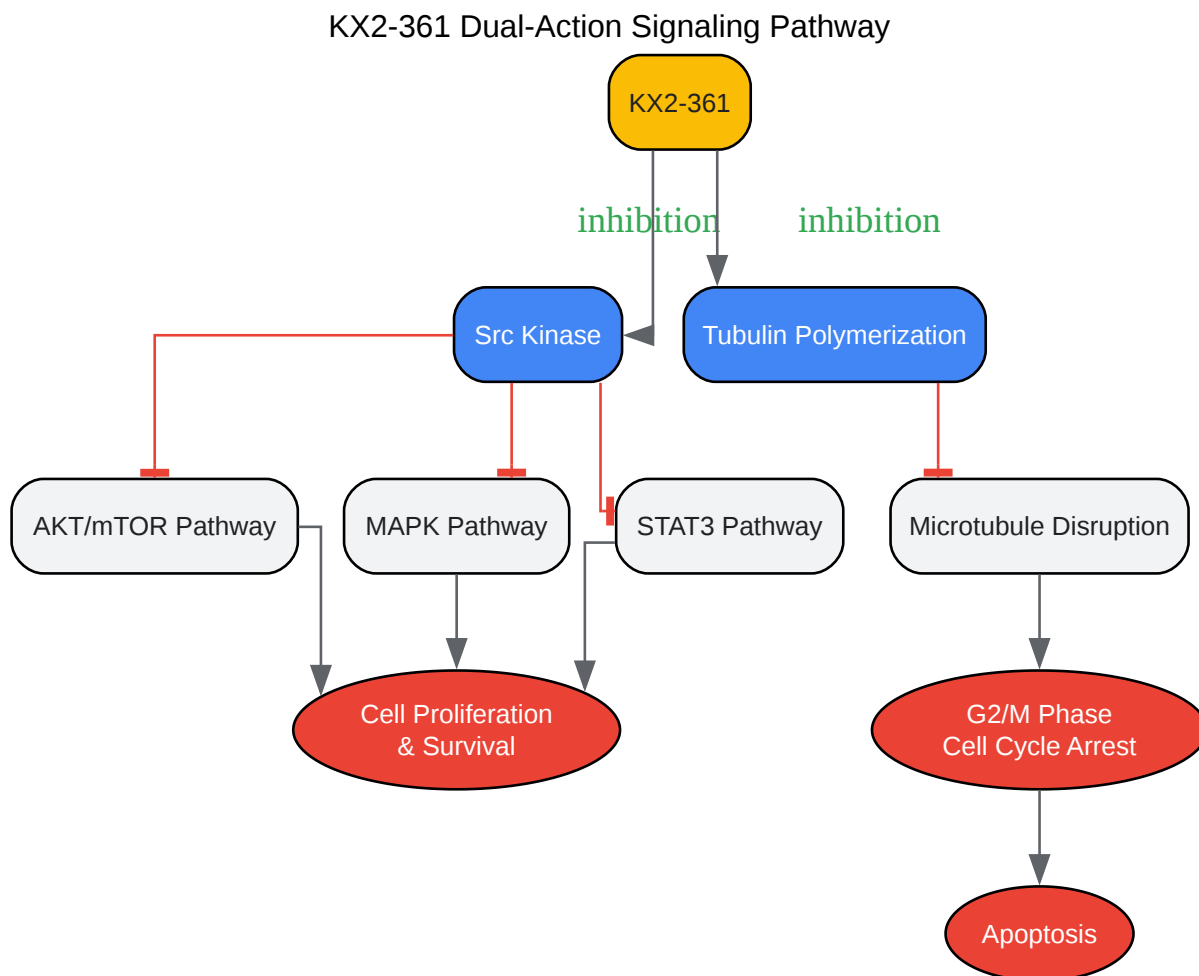 KX2-361 Dual-Action Signaling Pathway
KX2-361
inhibition
inhibition
Src Kinase
Tubulin Polymerization
AKT/mTOR Pathway
MAPK Pathway
STAT3 Pathway
Microtubule Disruption
Cell Proliferation
& Survival
G2/M Phase
Cell Cycle Arrest
Apoptosis